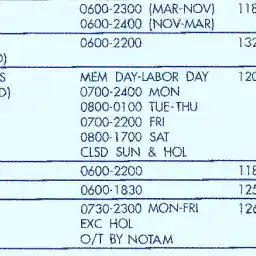 0600-2300 (MAR-NOV) 118
0600-2400 (NOV-MAR)
0600-2200 132
)
S MEM DAY-LABOR DAY 120
D) 0700-2400 MON
0800-0100 TUE-THU
0700-2200 FRI
0800-1700 SAT
CLSD SUN & HOL
0600-2200 118
0600-1830 125
0730-2300 MON-FRI 126
EXC HOL
O/T BY NOTAM